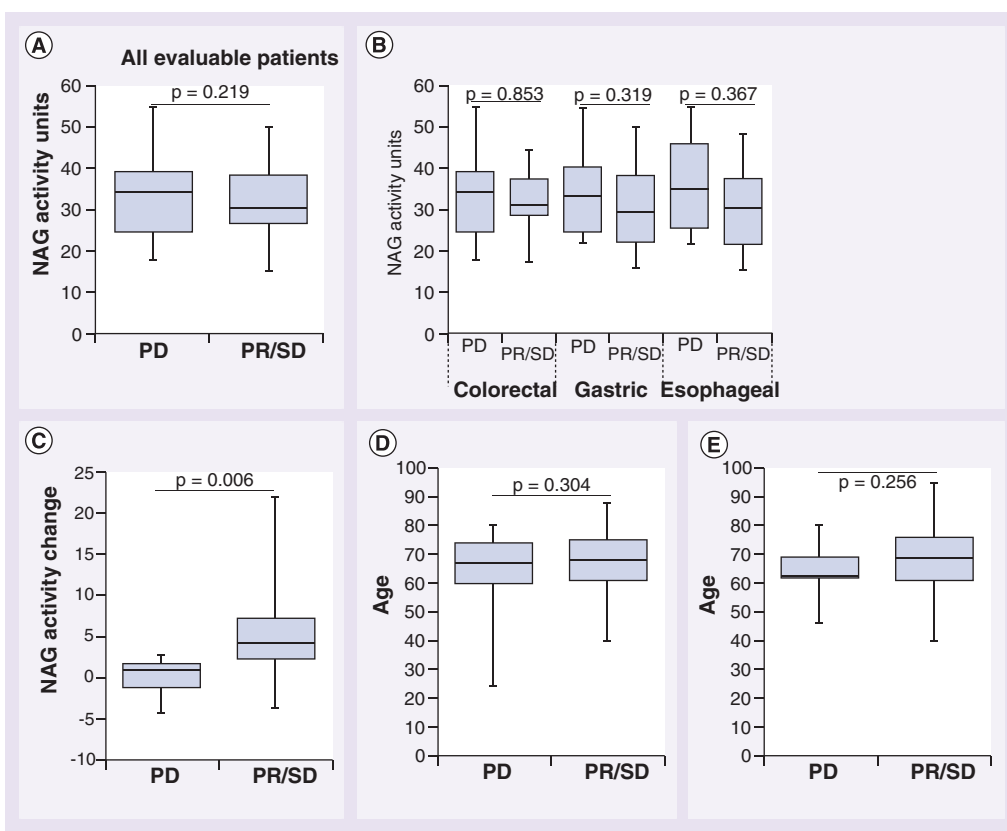 A
All evaluable patients
p = 0.219
NAG activity units
60
50
40
30
20
10
0
PD PR/SD
B
p = 0.853 p = 0.319 p = 0.367
NAG activity units
60
50
40
30
20
10
0
PD PR/SD PD PR/SD PD PR/SD
Colorectal Gastric Esophageal
C
p = 0.006
NAG activity change
25
20
15
10
5
0
-5
-10
PD PR/SD
D
p = 0.304
Age
100
90
80
70
60
50
40
30
20
10
0
PD PR/SD
E
p = 0.256
Age
100
90
80
70
60
50
40
30
20
10
0
PD PR/SD